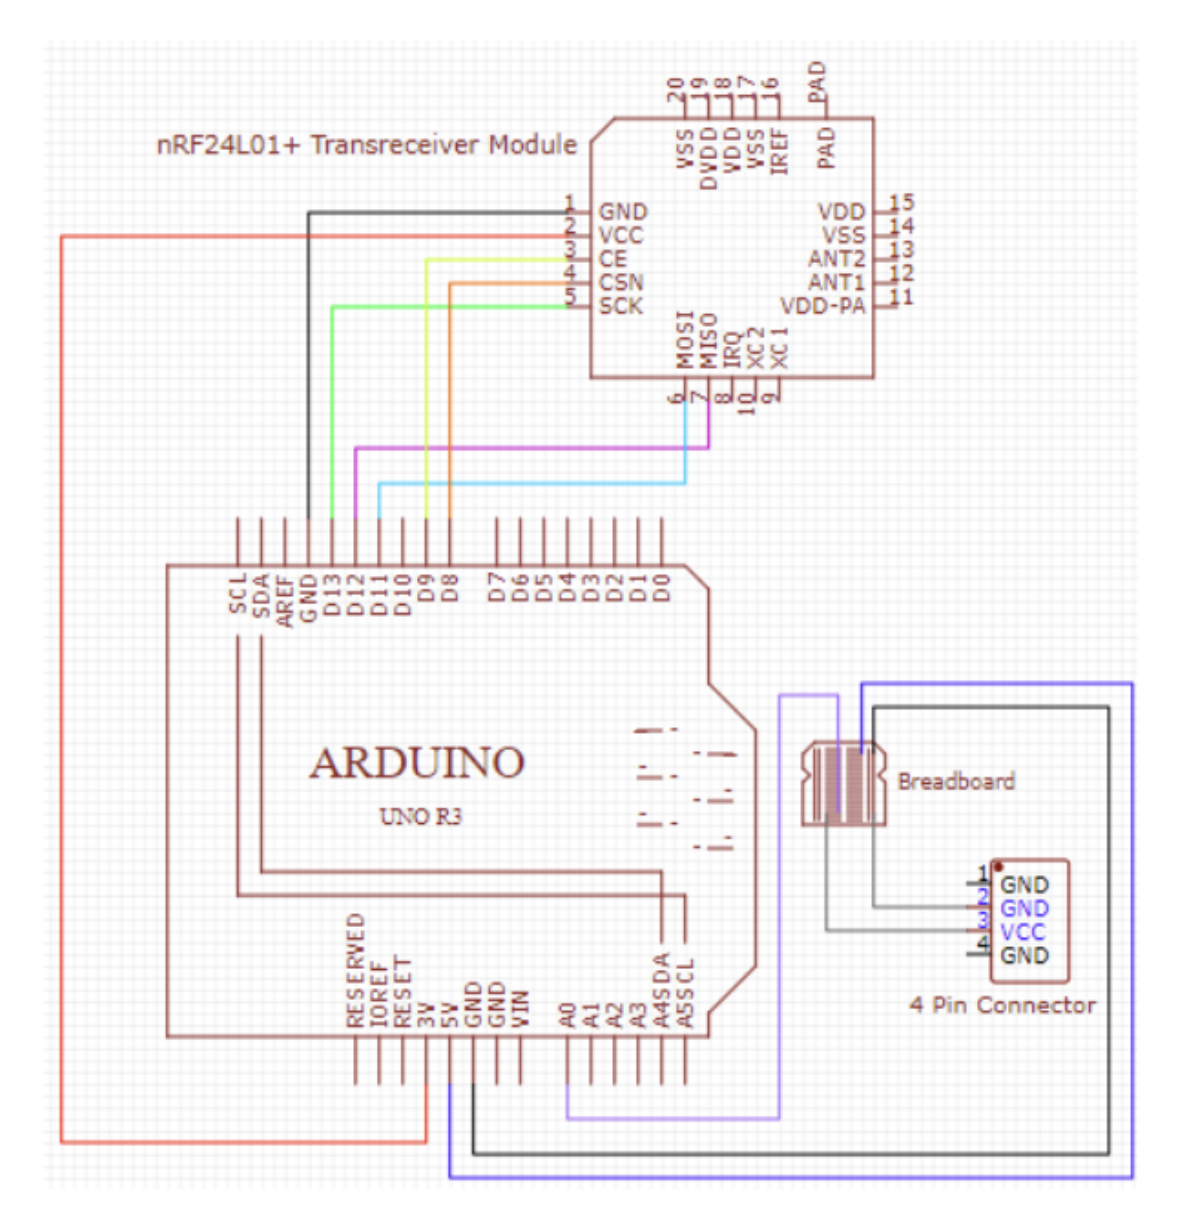 20 19 18 17 16 PAD
nRF24L01+ Transreceiver Module
VSS DVDD VDD VSS IREF PAD
1 GND
2 VCC
3 CE
4 CSN
5 SCK
VDD 15
VSS 14
ANT2 13
ANT1 12
VDD-PA 11
MOSI MISO IRQ XC2 XC1
6 7 8 10 9
SCL SDA AREF GND D13 D12 D11 D10 D9 D8 D7 D6 D5 D4 D3 D2 D1 D0
ARDUINO
UNO R3
Breadboard
1 GND
2 GND
3 VCC
4 GND
4 Pin Connector
RESERVED IOREF RESET 3V 5V GND GND VIN A0 A1 A2 A3 A4SDA A5SCL